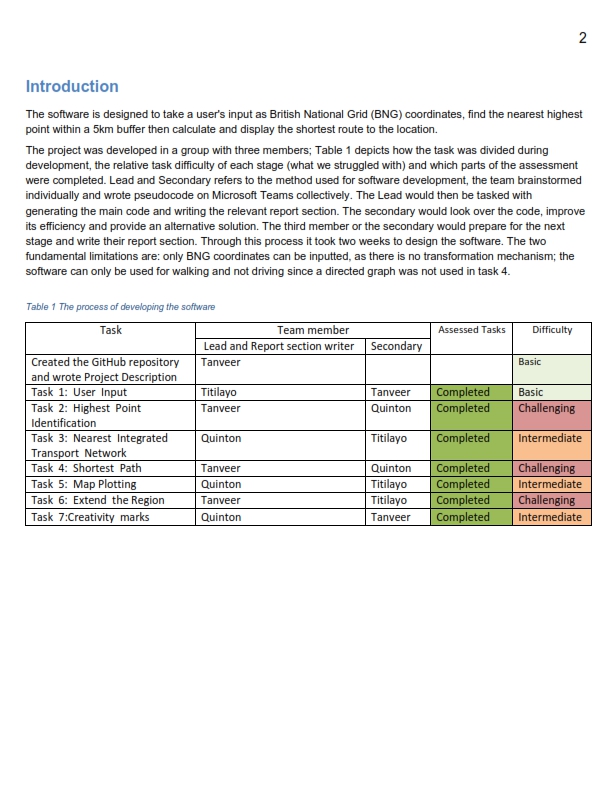 2
Introduction
The software is designed to take a user's input as British National Grid (BNG) coordinates, find the nearest highest
point within a 5km buffer then calculate and display the shortest route to the location.
The project was developed in a group with three members; Table 1 depicts how the task was divided during
development, the relative task difficulty of each stage (what we struggled with) and which parts of the assessment
were completed. Lead and Secondary refers to the method used for software development, the team brainstormed
individually and wrote pseudocode on Microsoft Teams collectively. The Lead would then be tasked with
generating the main code and writing the relevant report section. The secondary would look over the code, improve
its efficiency and provide an alternative solution. The third member or the secondary would prepare for the next
stage and write their report section. Through this process it took two weeks to design the software. The two
fundamental limitations are: only BNG coordinates can be inputted, as there is no transformation mechanism; the
software can only be used for walking and not driving since a directed graph was not used in task 4.
Table 1 The process of developing the software
Task Team member Assessed Tasks Difficulty
Lead and Report section writer Secondary
Created the GitHub repository Tanveer Basic
and wrote Project Description
Task 1: User Input Titilayo Tanveer Completed Basic
Task 2: Highest Point Tanveer Quinton Completed Challenging
Identification
Task 3: Nearest Integrated Quinton Titilayo Completed Intermediate
Transport Network
Task 4: Shortest Path Tanveer Quinton Completed Challenging
Task 5: Map Plotting Quinton Titilayo Completed Intermediate
Task 6: Extend the Region Tanveer Titilayo Completed Challenging
Task 7:Creativity marks Quinton Tanveer Completed Intermediate